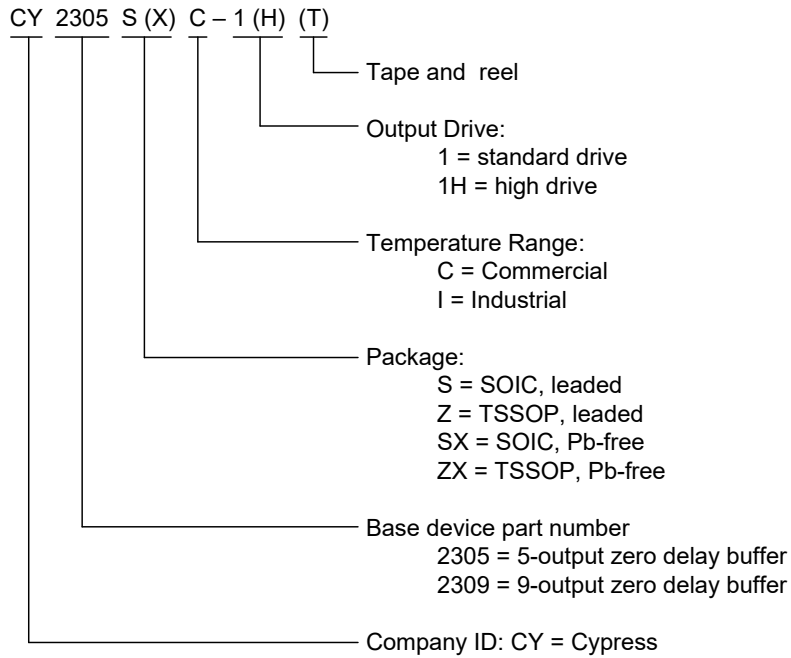 CY 2305 S (X) C – 1 (H) (T)
Tape and reel
Output Drive:
1 = standard drive
1H = high drive
Temperature Range:
C = Commercial
I = Industrial
Package:
S = SOIC, leaded
Z = TSSOP, leaded
SX = SOIC, Pb-free
ZX = TSSOP, Pb-free
Base device part number
2305 = 5-output zero delay buffer
2309 = 9-output zero delay buffer
Company ID: CY = Cypress